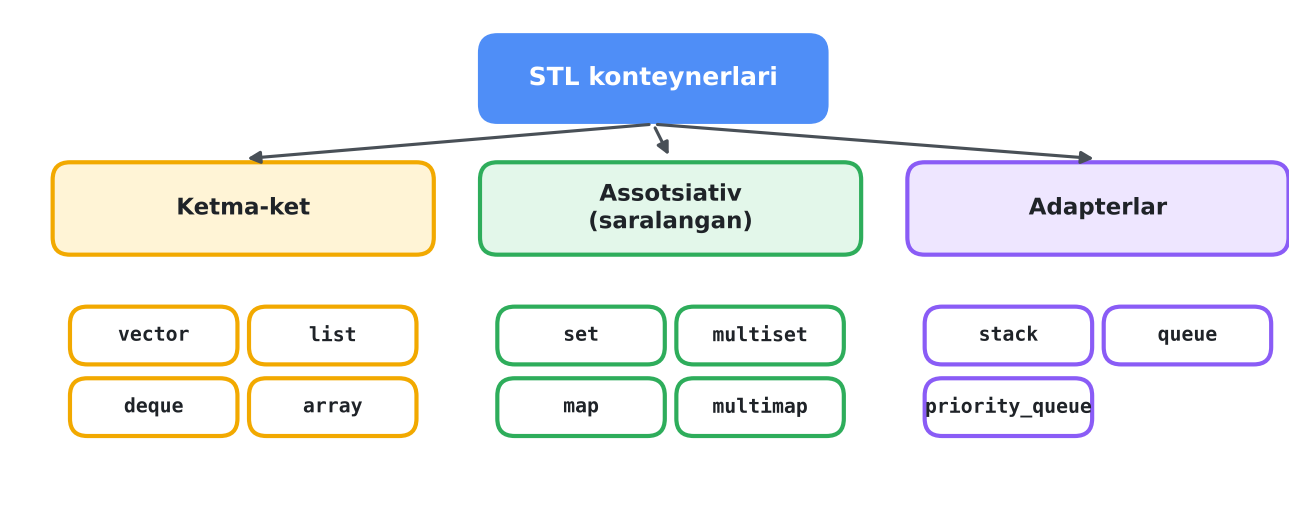 STL konteynerlari
Ketma-ket
Assotsiativ
(saralangan)
Adapterlar
vector
list
deque
array
set
multiset
map
multimap
stack
queue
priority_queue